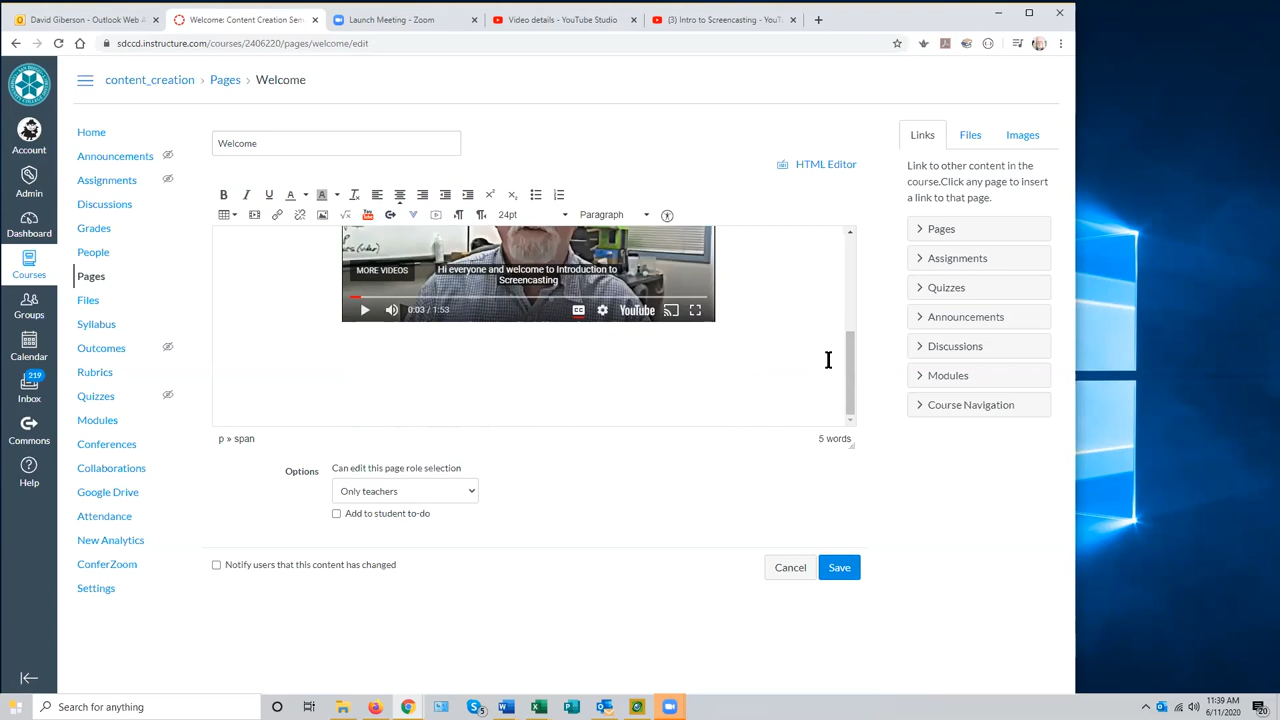 David Giberson - Outlook Web A
Welcome: Content Creation Sem
Launch Meeting - Zoom
Video details - YouTube Studio
(3) Intro to Screencasting - YouT
sdccd.instructure.com/courses/2406220/pages/welcome/edit
content_creation > Pages > Welcome
Account
Admin
Dashboard
Courses
Groups
Calendar
219
Inbox
Commons
Help
Home
Announcements
Assignments
Discussions
Grades
People
Pages
Files
Syllabus
Outcomes
Rubrics
Quizzes
Modules
Conferences
Collaborations
Google Drive
Attendance
New Analytics
ConferZoom
Settings
Welcome
HTML Editor
24pt
Paragraph
MORE VIDEOS
Hi everyone and welcome to Introduction to
Screencasting
0:03 / 1:53
CC
YouTube
p » span
5 words
Options
Can edit this page role selection
Only teachers
Add to student to-do
Notify users that this content has changed
Cancel
Save
Links
Files
Images
Link to other content in the
course.Click any page to insert
a link to that page.
Pages
Assignments
Quizzes
Announcements
Discussions
Modules
Course Navigation
Search for anything
11:39 AM
6/11/2020
20